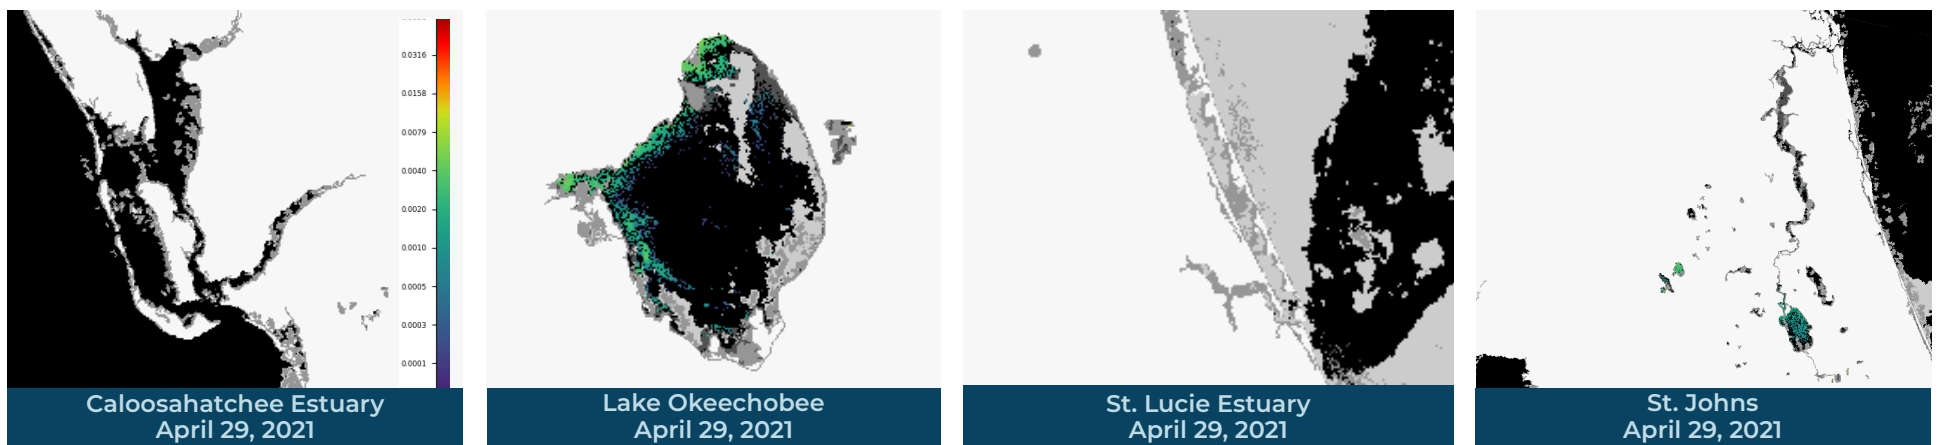 0.0316
0.0158
0.0079
0.0040
0.0020
0.0010
0.0005
0.0003
0.0001
Caloosahatchee Estuary
April 29, 2021
Lake Okeechobee
April 29, 2021
St. Lucie Estuary
April 29, 2021
St. Johns
April 29, 2021